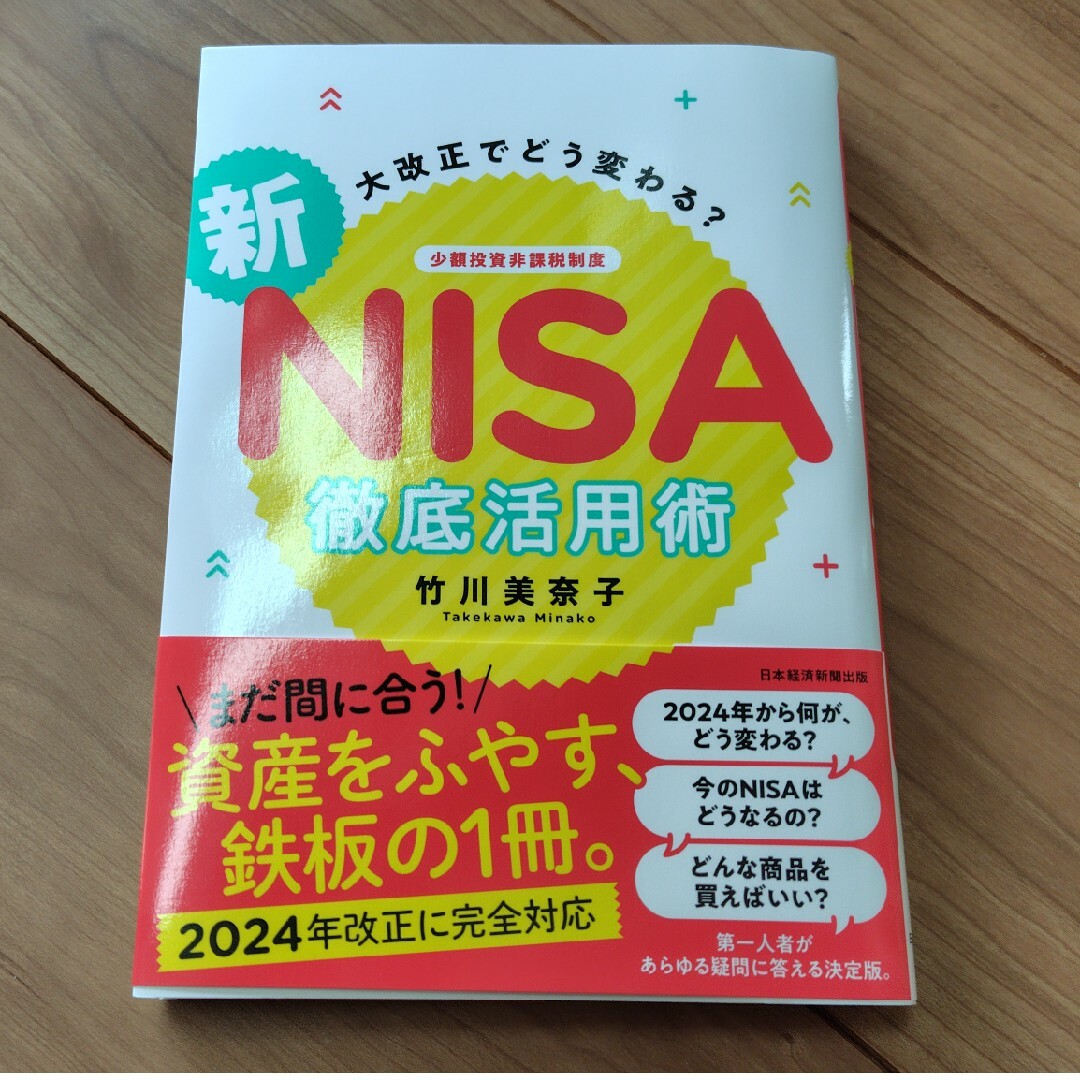 大改正でどう変わる?
新
少額投資非課税制度
NISA
徹底活用術
竹川美奈子
Takekawa Minako
日本経済新聞出版
まだ間に合う!
資産をふやす、
鉄板の1冊。
2024年改正に完全対応
2024年から何が、
どう変わる?
今のNISAは
どうなるの?
どんな商品を
買えばいい?
第一人者が
あらゆる疑問に答える決定版。